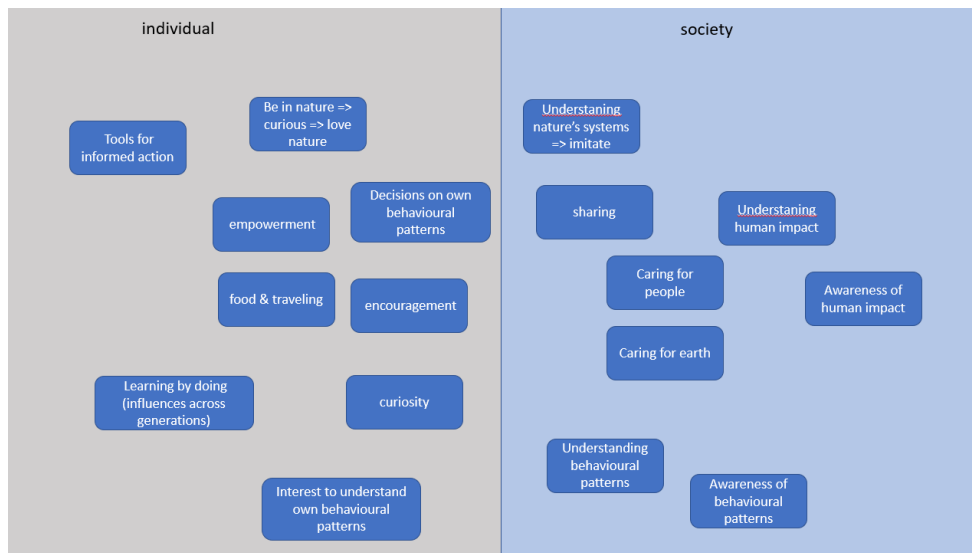 individual
Be in nature =>
curious => love
nature
Tools for
informed action
Decisions on own
behavioural
patterns
empowerment
food & traveling
encouragement
Learning by doing
(influences across
generations)
curiosity
Interest to understand
own behavioural
patterns
society
Understaning
nature's systems
=> imitate
sharing
Understaning
human impact
Caring for
people
Awareness of
human impact
Caring for earth
Understanding
behavioural
patterns
Awareness of
behavioural
patterns